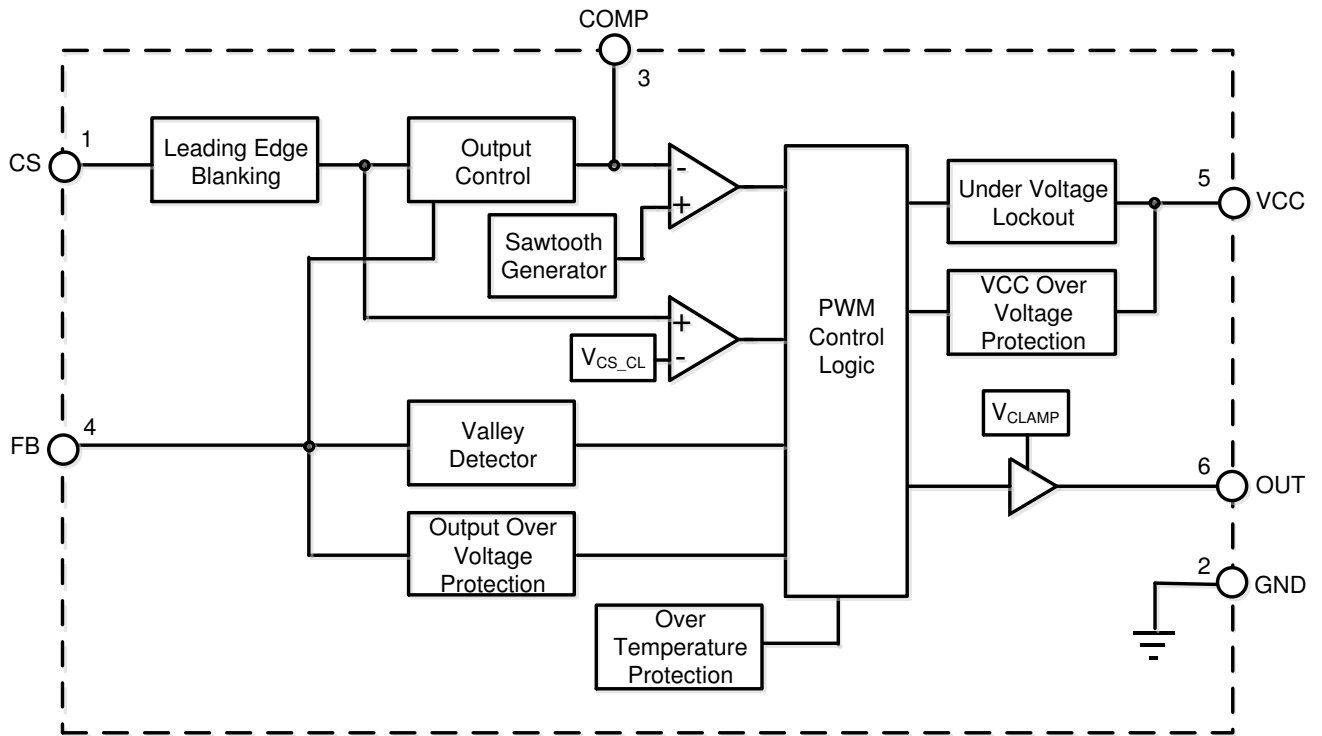 COMP
3
1
CS
Leading Edge
Blanking
Output
Control
-
+
Sawtooth
Generator
+
-
V_CS_CL
PWM
Control
Logic
Under Voltage
Lockout
5
VCC
VCC Over
Voltage
Protection
V_CLAMP
4
FB
Valley
Detector
6
OUT
Output Over
Voltage
Protection
2
GND
Over
Temperature
Protection